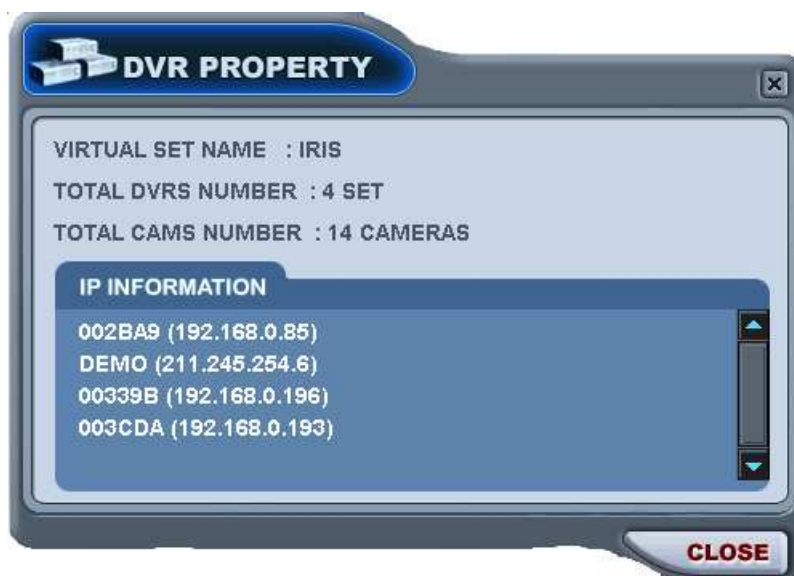 DVR PROPERTY
VIRTUAL SET NAME : IRIS
TOTAL DVRS NUMBER : 4 SET
TOTAL CAMS NUMBER : 14 CAMERAS
IP INFORMATION
002BA9 (192.168.0.85)
DEMO (211.245.254.6)
00339B (192.168.0.196)
003CDA (192.168.0.193)
CLOSE